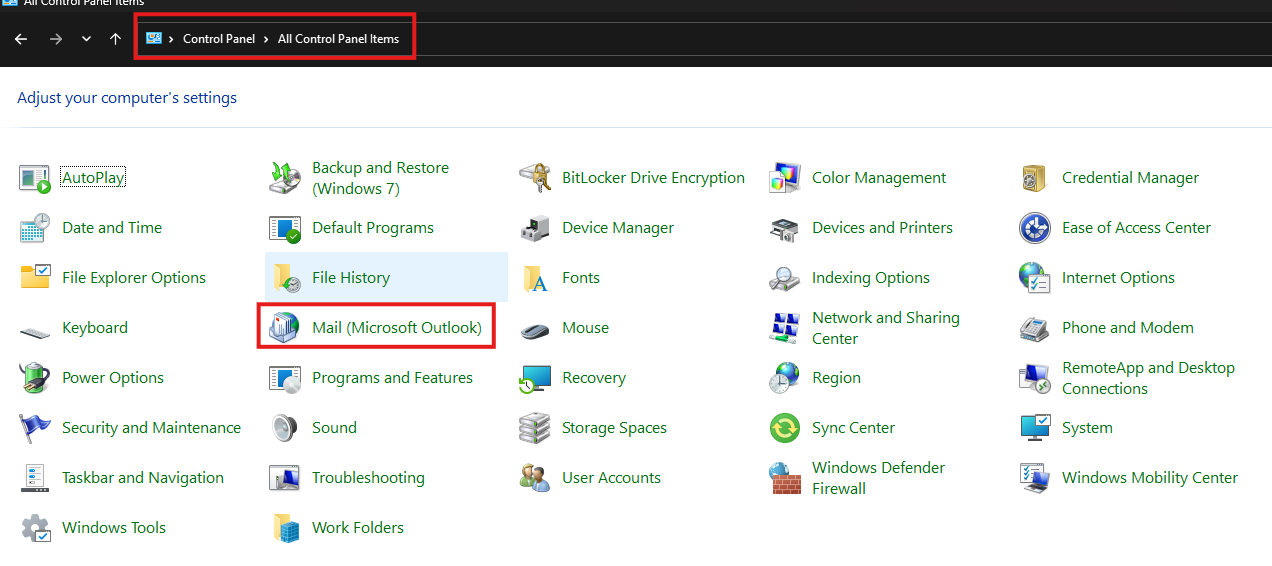 All Control Panel Items
Control Panel > All Control Panel Items
Adjust your computer's settings
AutoPlay
Backup and Restore
(Windows 7)
BitLocker Drive Encryption
Color Management
Credential Manager
Date and Time
Default Programs
Device Manager
Devices and Printers
Ease of Access Center
File Explorer Options
File History
Fonts
Indexing Options
Internet Options
Keyboard
Mail (Microsoft Outlook)
Mouse
Network and Sharing
Center
Phone and Modem
Power Options
Programs and Features
Recovery
Region
RemoteApp and Desktop
Connections
Security and Maintenance
Sound
Storage Spaces
Sync Center
System
Taskbar and Navigation
Troubleshooting
User Accounts
Windows Defender
Firewall
Windows Mobility Center
Windows Tools
Work Folders